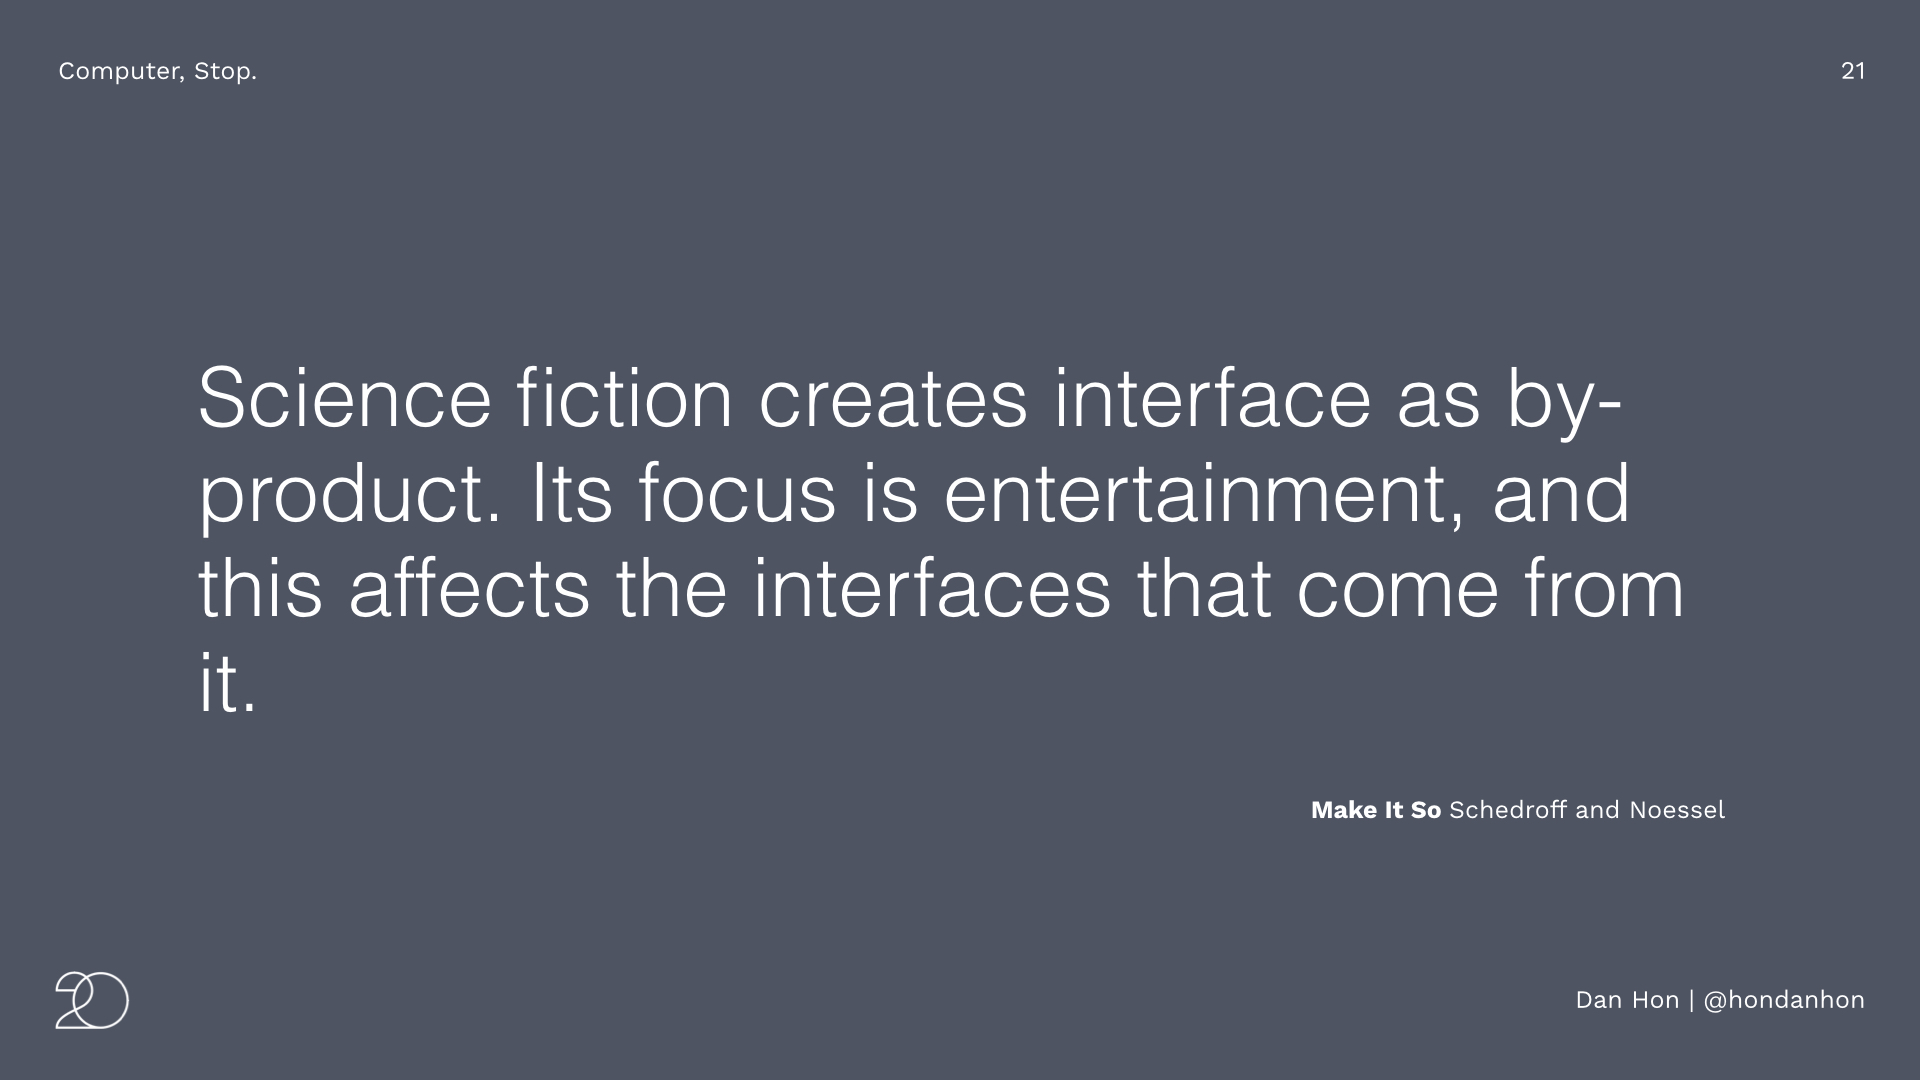 Computer, Stop.
21
Science fiction creates interface as by-
product. Its focus is entertainment, and
this affects the interfaces that come from
it.
Make It So Schedroff and Noessel
20
Dan Hon | @hondanhon